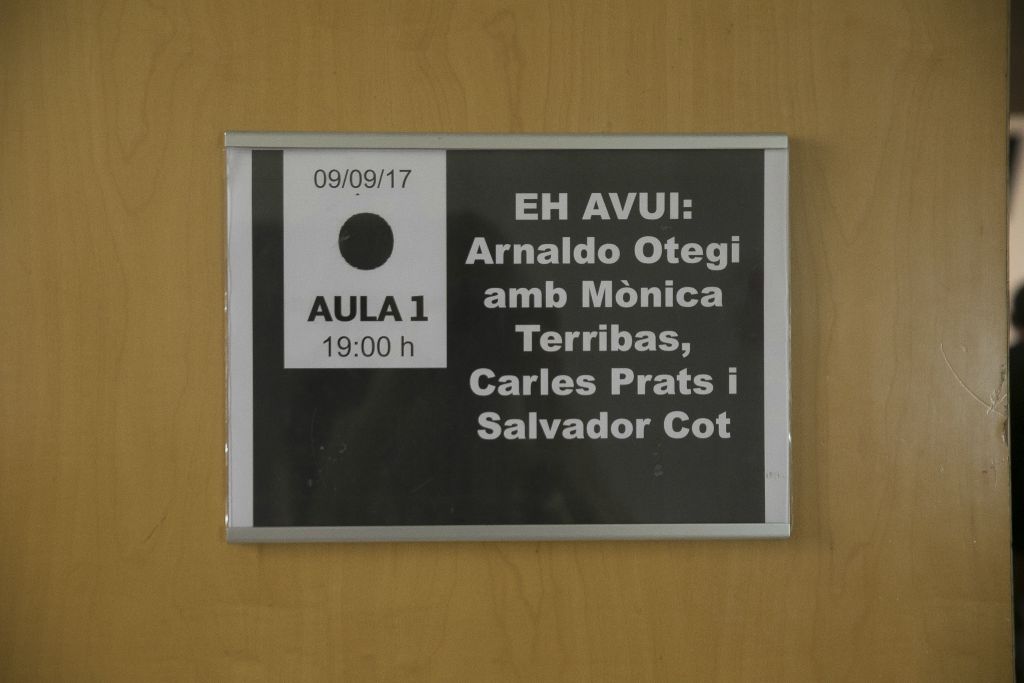 09/09/17
AULA 1
19:00 h
EH AVUI:
Arnaldo Otegi
amb Mònica
Terribas,
Carles Prats i
Salvador Cot